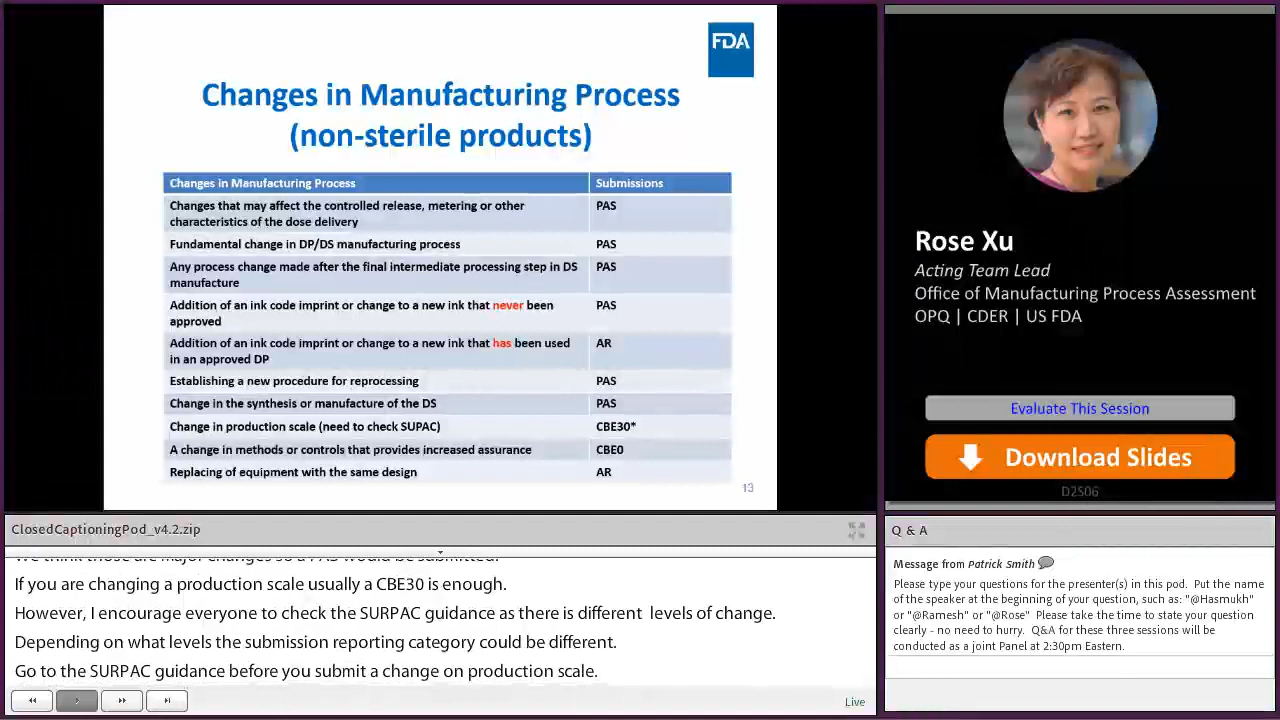 FDA
Changes in Manufacturing Process
(non-sterile products)
Changes in Manufacturing Process Submissions
Changes that may affect the controlled release, metering or other PAS
characteristics of the dose delivery
Fundamental change in DP/DS manufacturing process PAS
Any process change made after the final intermediate processing step in DS PAS
manufacture
Addition of an ink code imprint or change to a new ink that never been PAS
approved
Addition of an ink code imprint or change to a new ink that has been used AR
in an approved DP
Establishing a new procedure for reprocessing PAS
Change in the synthesis or manufacture of the DS PAS
Change in production scale (need to check SUPAC) CBE30*
A change in methods or controls that provides increased assurance CBE0
Replacing of equipment with the same design AR
13
Rose Xu
Acting Team Lead
Office of Manufacturing Process Assessment
OPQ | CDER | US FDA
Evaluate This Session
Download Slides
D2S06
ClosedCaptioningPod_v4.2.zip
We think those are major changes so a PAS would be submitted.
If you are changing a production scale usually a CBE30 is enough.
However, I encourage everyone to check the SURPAC guidance as there is different levels of change.
Depending on what levels the submission reporting category could be different.
Go to the SURPAC guidance before you submit a change on production scale.
Live
Q & A
Message from Patrick Smith
Please type your questions for the presenter(s) in this pod. Put the name
of the speaker at the beginning of your question, such as: "@Hasmukh"
or "@Ramesh" or "@Rose" Please take the time to state your question
clearly - no need to hurry. Q&A for these three sessions will be
conducted as a joint Panel at 2:30pm Eastern.